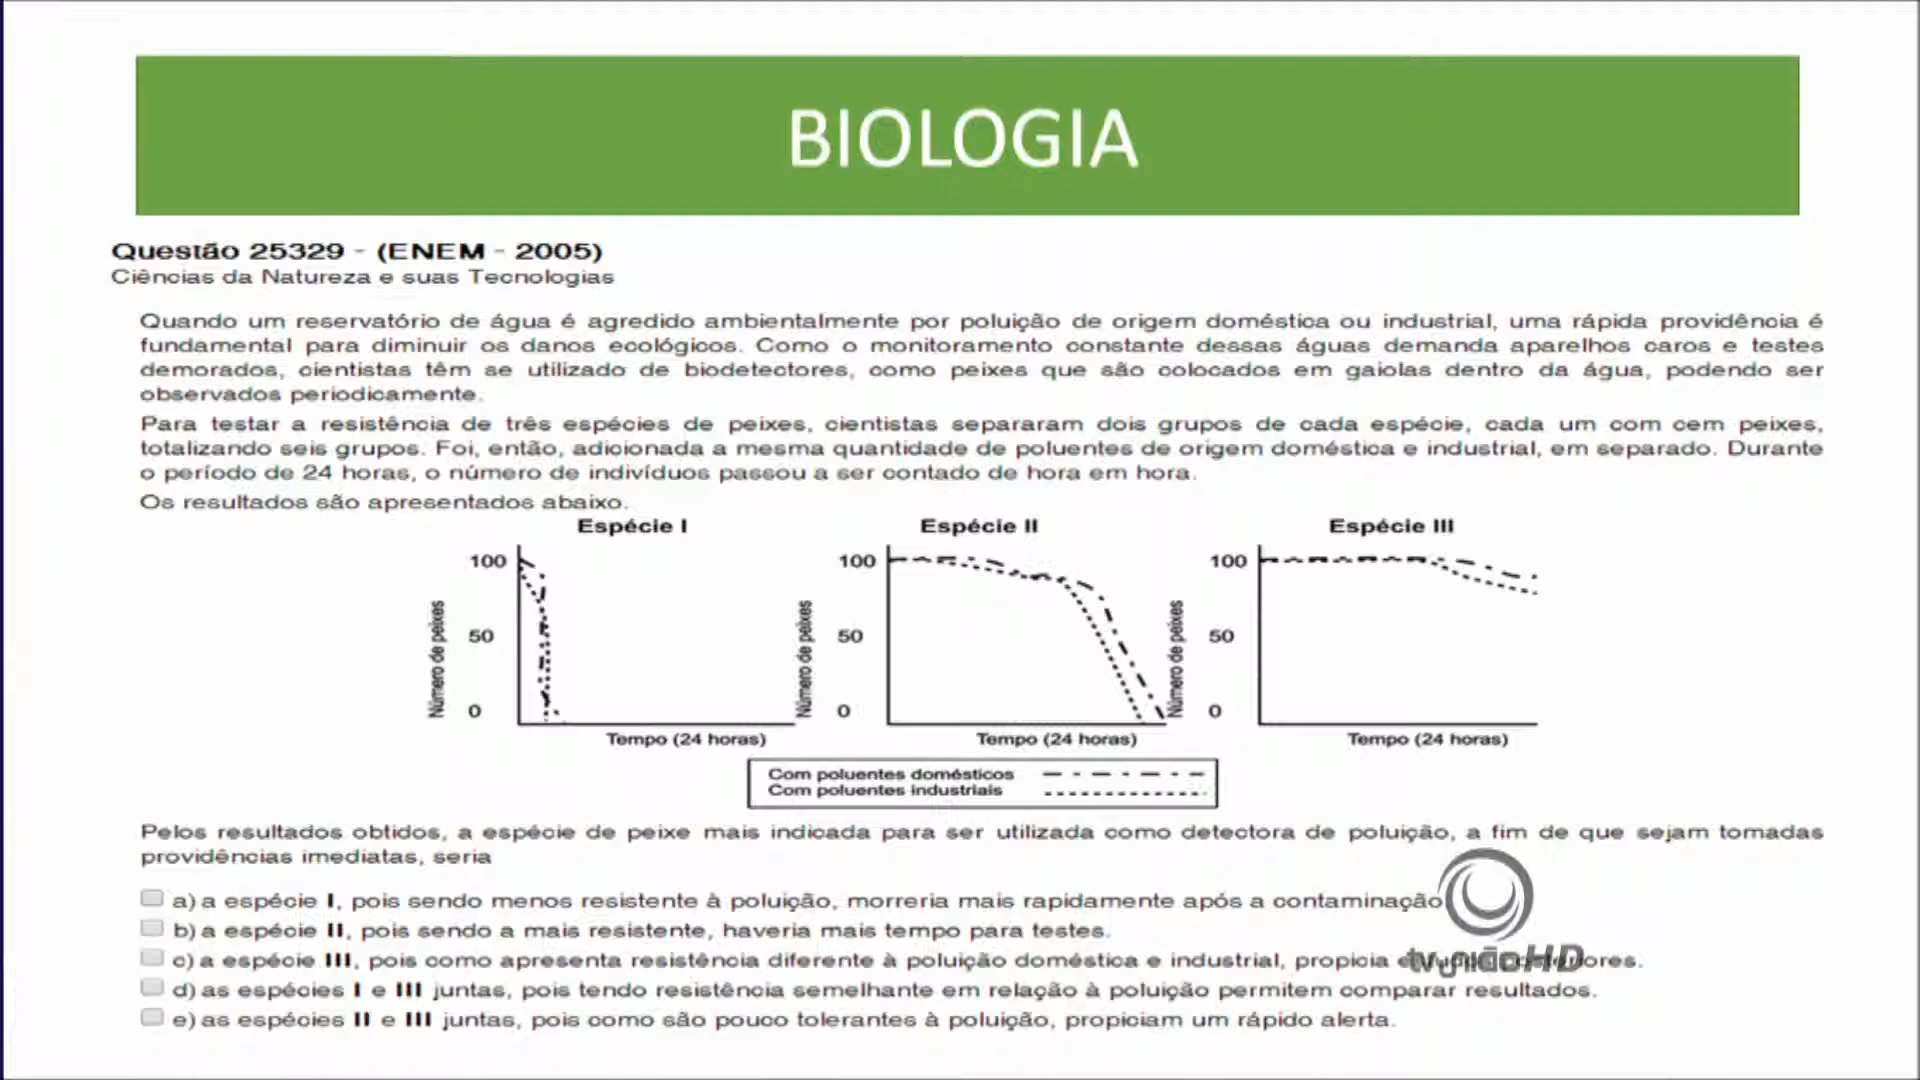 BIOLOGIA
Questão 25329 - (ENEM - 2005)
Ciências da Natureza e suas Tecnologias
Quando um reservatório de água é agredido ambientalmente por poluição de origem doméstica ou industrial, uma rápida providência é
fundamental para diminuir os danos ecológicos. Como o monitoramento constante dessas águas demanda aparelhos caros e testes
demorados, cientistas têm se utilizado de biodetectores, como peixes que são colocados em gaiolas dentro da água, podendo ser
observados periodicamente.
Para testar a resistência de três espécies de peixes, cientistas separaram dois grupos de cada espécie, cada um com cem peixes,
totalizando seis grupos. Foi, então, adicionada a mesma quantidade de poluentes de origem doméstica e industrial, em separado. Durante
o período de 24 horas, o número de indivíduos passou a ser contado de hora em hora.
Os resultados são apresentados abaixo.
Espécie I
100
50
0
Número de peixes
Tempo (24 horas)
Espécie II
100
50
0
Número de peixes
Tempo (24 horas)
Espécie III
100
50
0
Número de peixes
Tempo (24 horas)
Com poluentes domésticos
Com poluentes industriais
Pelos resultados obtidos, a espécie de peixe mais indicada para ser utilizada como detectora de poluição, a fim de que sejam tomadas
providências imediatas, seria
a) a espécie I, pois sendo menos resistente à poluição, morreria mais rapidamente após a contaminação
b) a espécie II, pois sendo a mais resistente, haveria mais tempo para testes.
c) a espécie III, pois como apresenta resistência diferente à poluição doméstica e industrial, propicia
tvuniãoHD
d) as espécies I e III juntas, pois tendo resistência semelhante em relação à poluição permitem comparar resultados.
e) as espécies II e III juntas, pois como são pouco tolerantes à poluição, propiciam um rápido alerta.